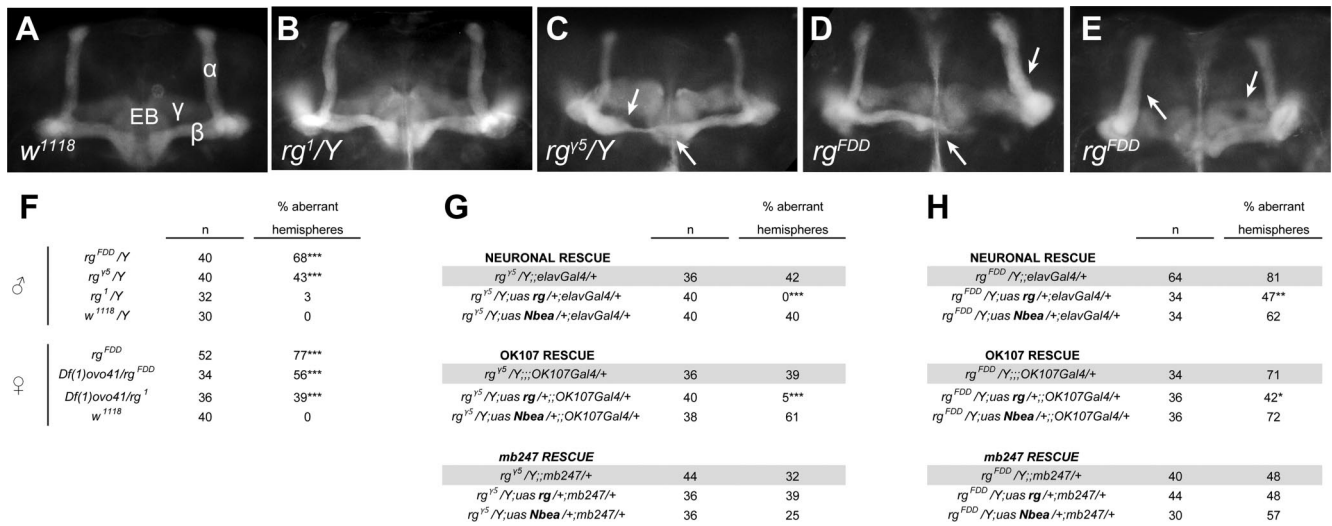 A
w1118
α
EB
γ
β
B
rg1/Y
C
rgγ5/Y
D
rgFDD
E
rgFDD
F
n
% aberrant
hemispheres
♂
rgFDD/Y 40 68***
rgγ5/Y 40 43***
rg1/Y 32 3
w1118/Y 30 0
♀
rgFDD 52 77***
Df(1)ovo41/rgFDD 34 56***
Df(1)ovo41/rg1 36 39***
w1118 40 0
G
n
% aberrant
hemispheres
NEURONAL RESCUE
rgγ5/Y;;elavGal4/+ 36 42
rgγ5/Y;uas rg/+;elavGal4/+ 40 0***
rgγ5/Y;uas Nbea/+;elavGal4/+ 40 40
OK107 RESCUE
rgγ5/Y;;;OK107Gal4/+ 36 39
rgγ5/Y;uas rg/+;;OK107Gal4/+ 40 5***
rgγ5/Y;uas Nbea/+;;OK107Gal4/+ 38 61
mb247 RESCUE
rgγ5/Y;;mb247/+ 44 32
rgγ5/Y;uas rg/+;mb247/+ 36 39
rgγ5/Y;uas Nbea/+;mb247/+ 36 25
H
n
% aberrant
hemispheres
NEURONAL RESCUE
rgFDD/Y;;elavGal4/+ 64 81
rgFDD/Y;uas rg/+;elavGal4/+ 34 47**
rgFDD/Y;uas Nbea/+;elavGal4/+ 34 62
OK107 RESCUE
rgFDD/Y;;;OK107Gal4/+ 34 71
rgFDD/Y;uas rg/+;;OK107Gal4/+ 36 42*
rgFDD/Y;uas Nbea/+;;OK107Gal4/+ 36 72
mb247 RESCUE
rgFDD/Y;;mb247/+ 40 48
rgFDD/Y;uas rg/+;mb247/+ 44 48
rgFDD/Y;uas Nbea/+;mb247/+ 30 57